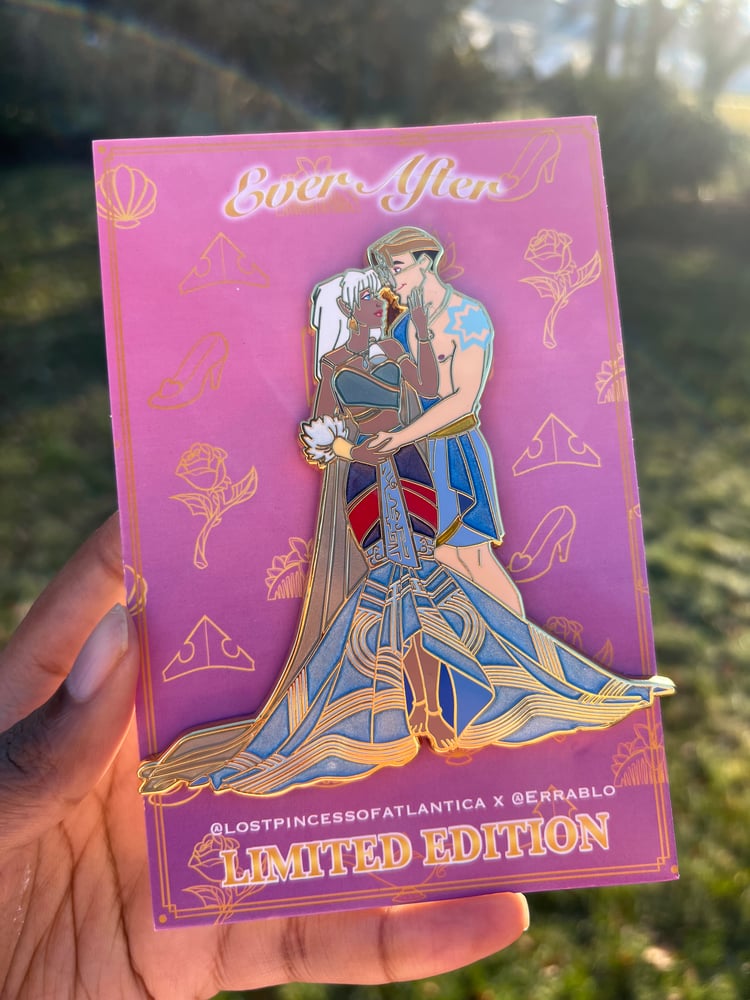 Ever After
@LOSTPINCESSOFATLANTICA X @ERRABLO
LIMITED EDITION